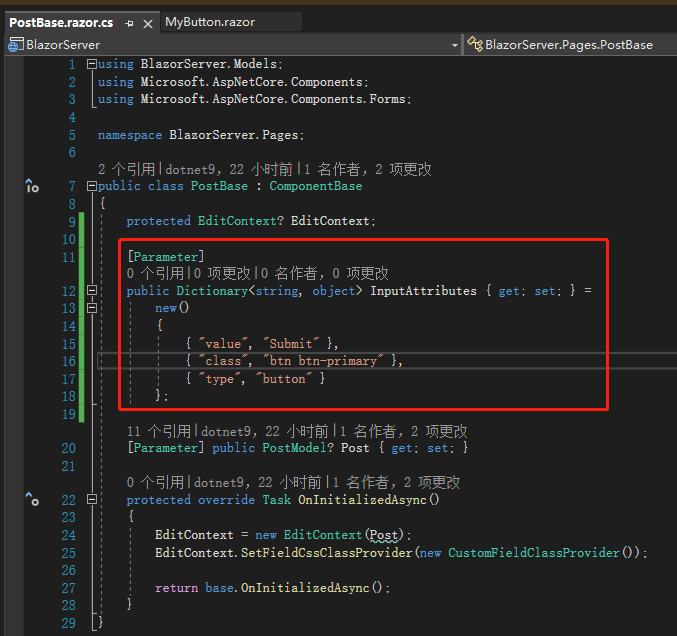 PostBase.razor.cs
MyButton.razor
BlazorServer
BlazorServer.Pages.PostBase
1 using BlazorServer.Models;
2 using Microsoft.AspNetCore.Components;
3 using Microsoft.AspNetCore.Components.Forms;
4
5 namespace BlazorServer.Pages;
6
2 个引用|dotnet9，22 小时前|1 名作者，2 项更改
7 public class PostBase : ComponentBase
8 {
9 protected EditContext? EditContext;
10
11 [Parameter]
0 个引用|0 项更改|0 名作者，0 项更改
12 public Dictionary<string, object> InputAttributes { get; set; } =
13 new()
14 {
15 { "value", "Submit" },
16 { "class", "btn btn-primary" },
17 { "type", "button" }
18 };
19
11 个引用|dotnet9，22 小时前|1 名作者，2 项更改
20 [Parameter] public PostModel? Post { get; set; }
21
0 个引用|dotnet9，22 小时前|1 名作者，2 项更改
22 protected override Task OnInitializedAsync()
23 {
24 EditContext = new EditContext(Post);
25 EditContext.SetFieldCssClassProvider(new CustomFieldClassProvider());
26
27 return base.OnInitializedAsync();
28 }
29 }